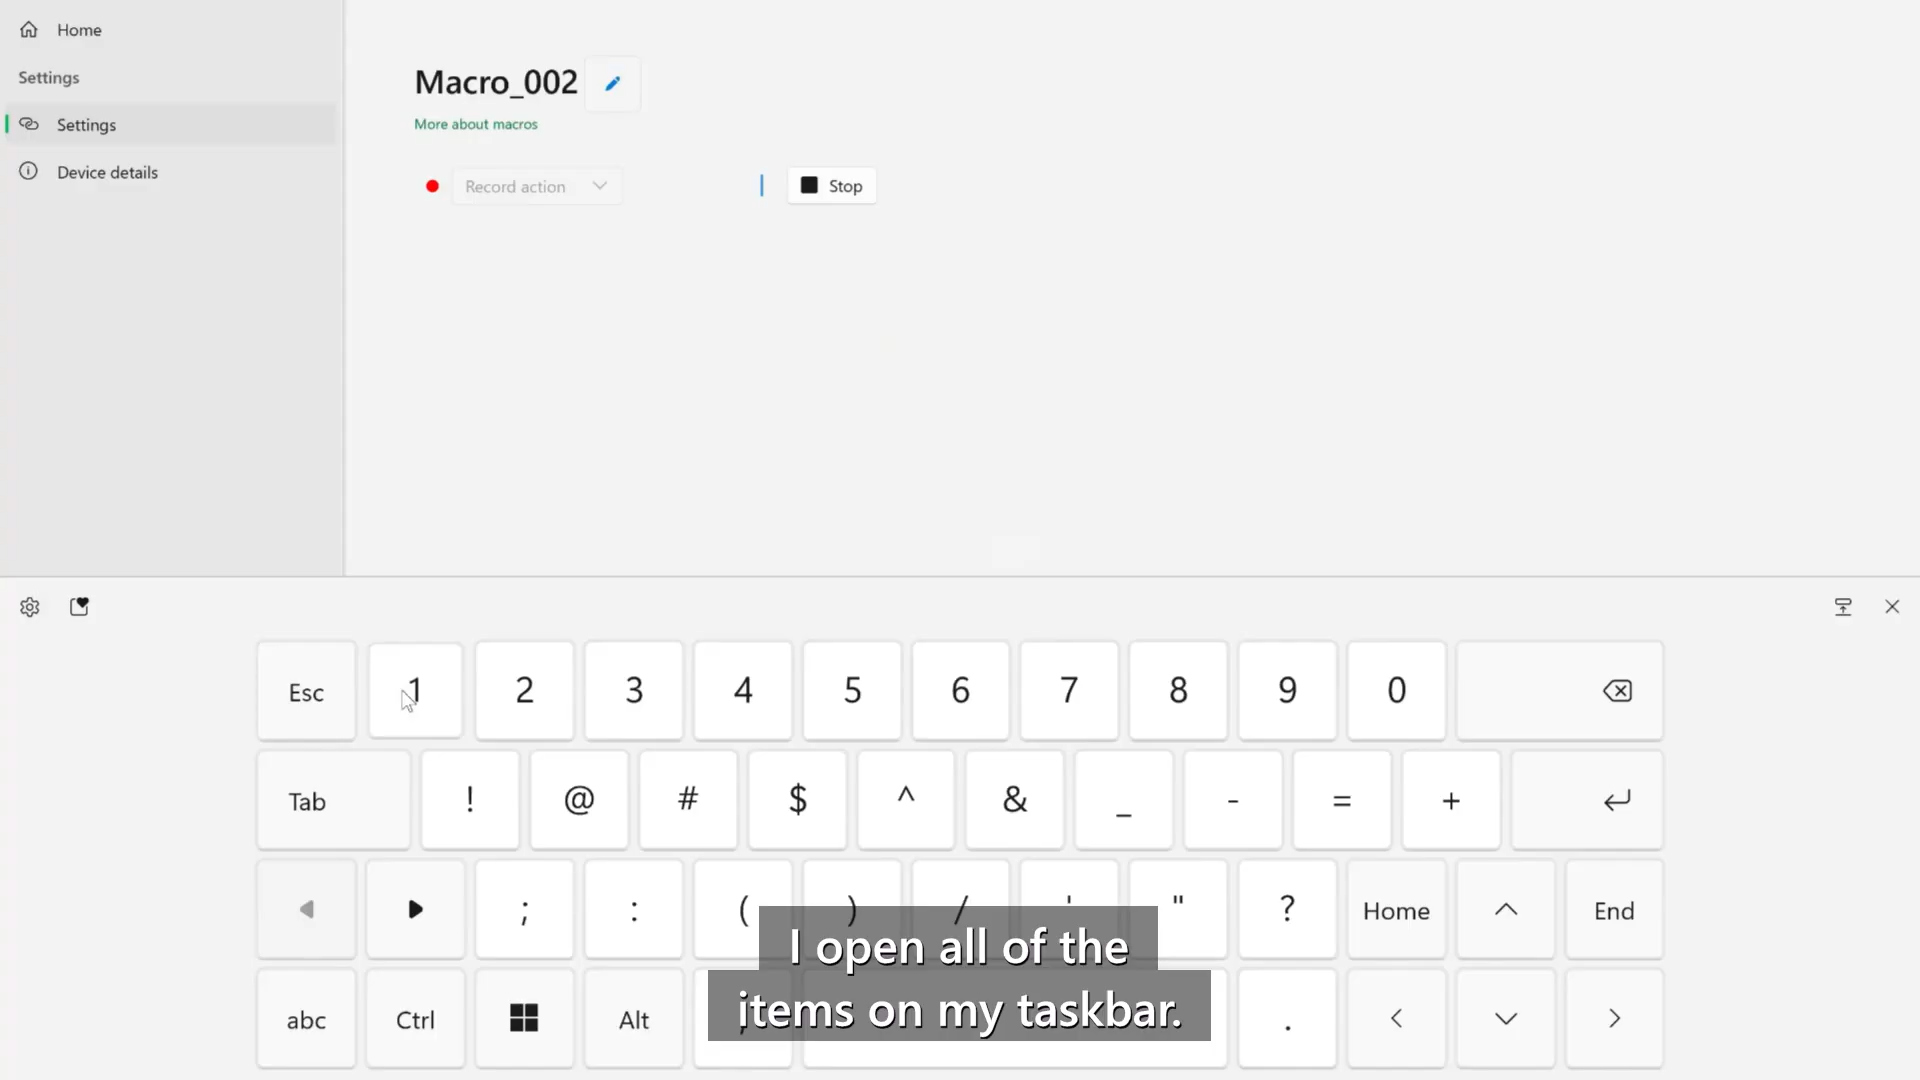 Home
Settings
Settings
Device details
Macro_002
More about macros
Record action
Stop
Esc 1 2 3 4 5 6 7 8 9 0
Tab ! @ # $ ^ & _ - = +
; : ( ) / ' " ? Home End
abc Ctrl Alt , .
I open all of the
items on my taskbar.